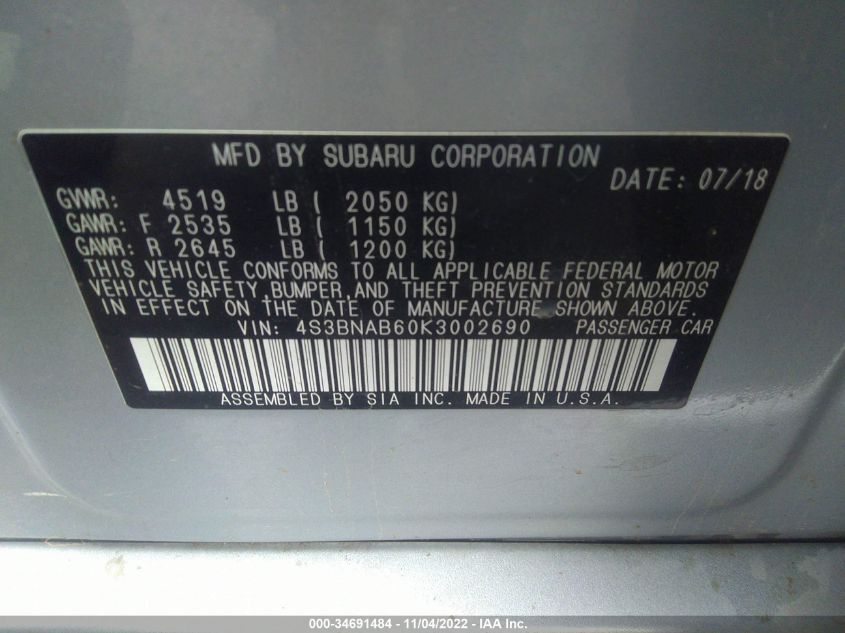 MFD BY SUBARU CORPORATION
DATE: 07/18
GVWR: 4519 LB ( 2050 KG)
GAWR: F 2535 LB ( 1150 KG)
GAWR: R 2645 LB ( 1200 KG)
THIS VEHICLE CONFORMS TO ALL APPLICABLE FEDERAL MOTOR
VEHICLE SAFETY,BUMPER,AND THEFT PREVENTION STANDARDS
IN EFFECT ON THE DATE OF MANUFACTURE SHOWN ABOVE.
VIN: 4S3BNAB60K3002690 PASSENGER CAR
ASSEMBLED BY SIA INC. MADE IN U.S.A.
000-34691484 - 11/04/2022 - IAA Inc.